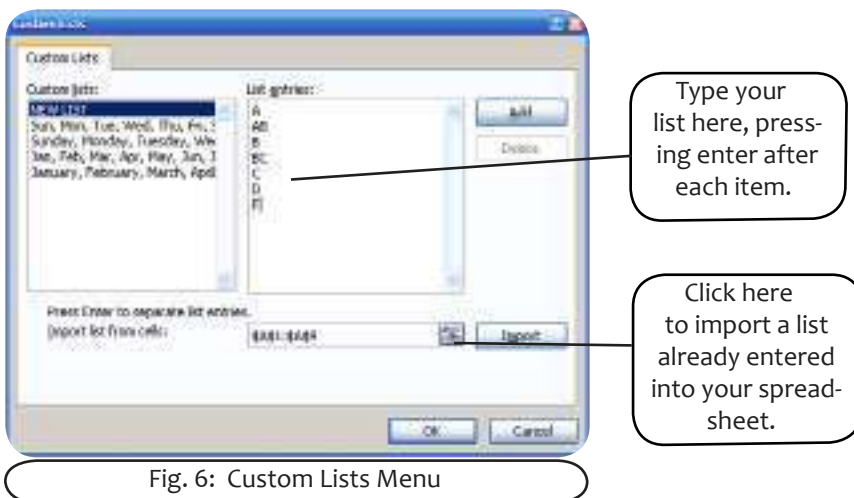 Custom Lists
Custom Lists
Custom lists:
NEW LIST
Sun, Mon, Tue, Wed, Thu, Fri, S
Sunday, Monday, Tuesday, We
Jan, Feb, Mar, Apr, May, Jun, J
January, February, March, April
List entries:
A
AB
B
BC
C
D
F
Add
Delete
Press Enter to separate list entries.
Import list from cells:
Import
OK
Cancel
Type your
list here, press-
ing enter after
each item.
Click here
to import a list
already entered
into your spread-
sheet.
Fig. 6: Custom Lists Menu